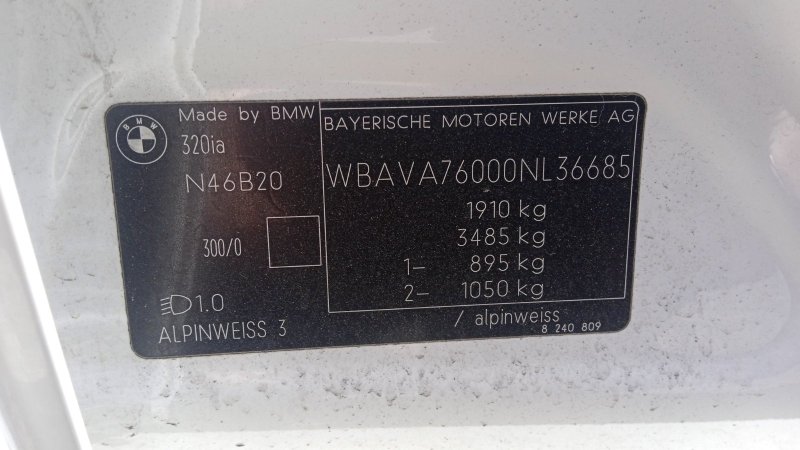 BMW
Made by BMW
320ia
N46B20
300/0
1.0
ALPINWEISS 3
BAYERISCHE MOTOREN WERKE AG
WBAVA76000NL36685
1910 kg
3485 kg
1- 895 kg
2- 1050 kg
/ alpinweiss
8 240 809